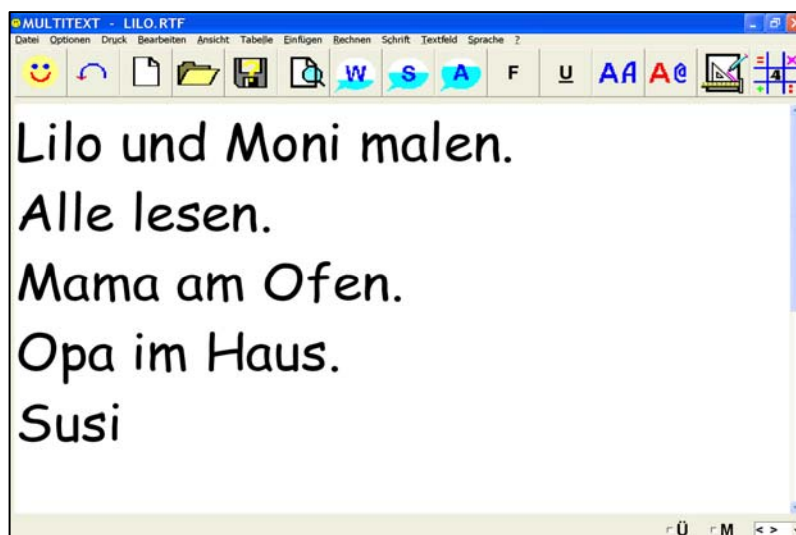 MULTITEXT - LILO.RTF
Datei Optionen Druck Bearbeiten Ansicht Tabelle Einfügen Rechnen Schrift Textfeld Sprache ?
W S A F U AA A@ 4
Lilo und Moni malen.
Alle lesen.
Mama am Ofen.
Opa im Haus.
Susi
Ü M < >